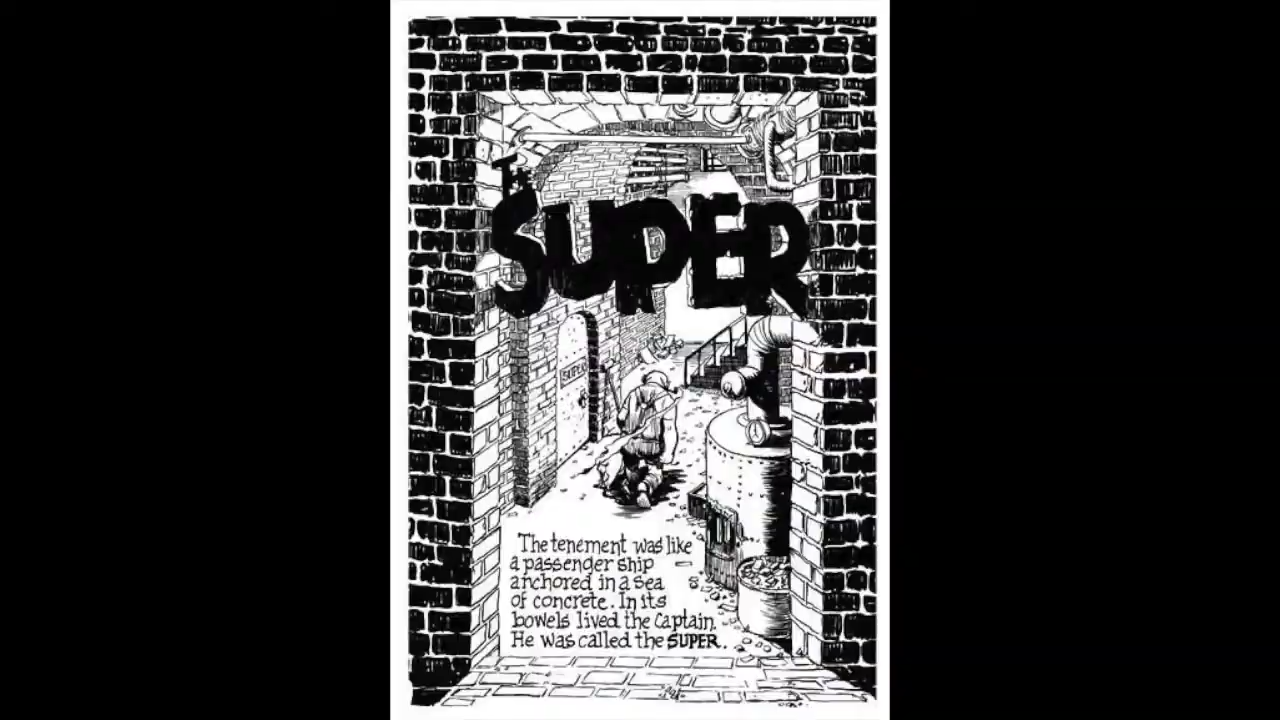 The
SUPER
SUPER
The tenement was like
a passenger ship
anchored in a sea
of concrete. In its
bowels lived the Captain.
He was called the SUPER.